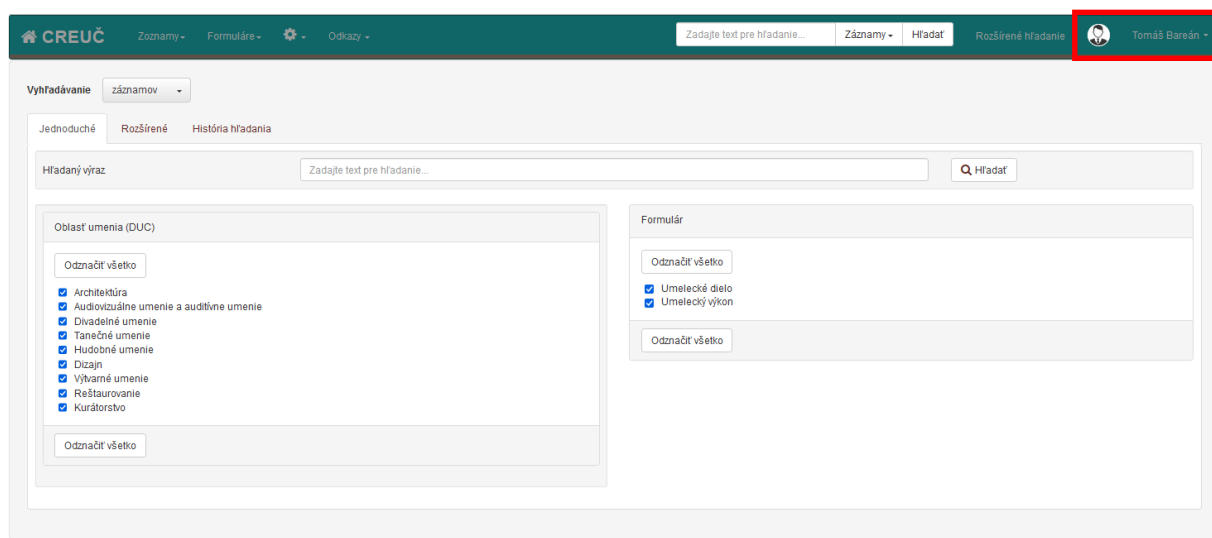 CREUČ Zoznamy Formuláre Odkazy Zadajte text pre hľadanie... Záznamy Hľadať Rozšírené hľadanie Tomáš Bareán
Vyhľadávanie záznamov
Jednoduché Rozšírené História hľadania
Hľadaný výraz Zadajte text pre hľadanie... Hľadať
Oblasť umenia (DUC)
Odznačiť všetko
Architektúra
Audiovizuálne umenie a auditívne umenie
Divadelné umenie
Tanečné umenie
Hudobné umenie
Dizajn
Výtvarné umenie
Reštaurovanie
Kurátorstvo
Odznačiť všetko
Formulár
Odznačiť všetko
Umelecké dielo
Umelecký výkon
Odznačiť všetko